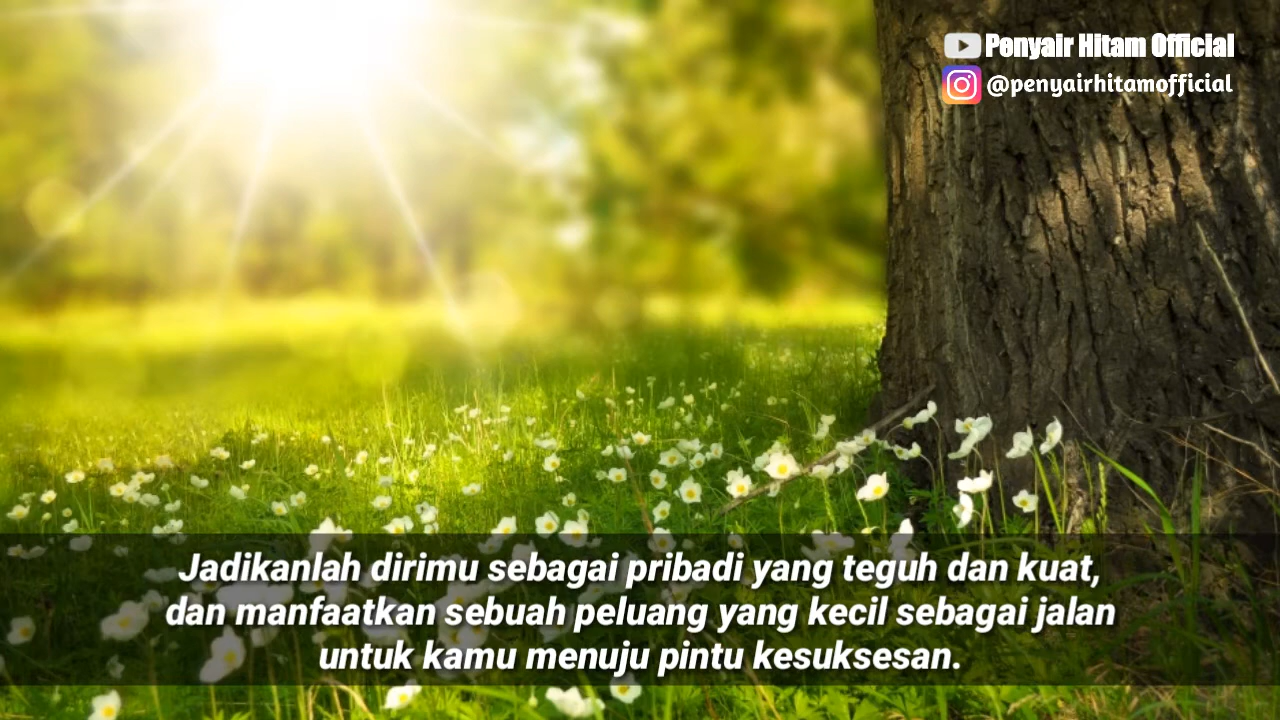 Penyair Hitam Official
@penyairhitamofficial
Jadikanlah dirimu sebagai pribadi yang teguh dan kuat,
dan manfaatkan sebuah peluang yang kecil sebagai jalan
untuk kamu menuju pintu kesuksesan.